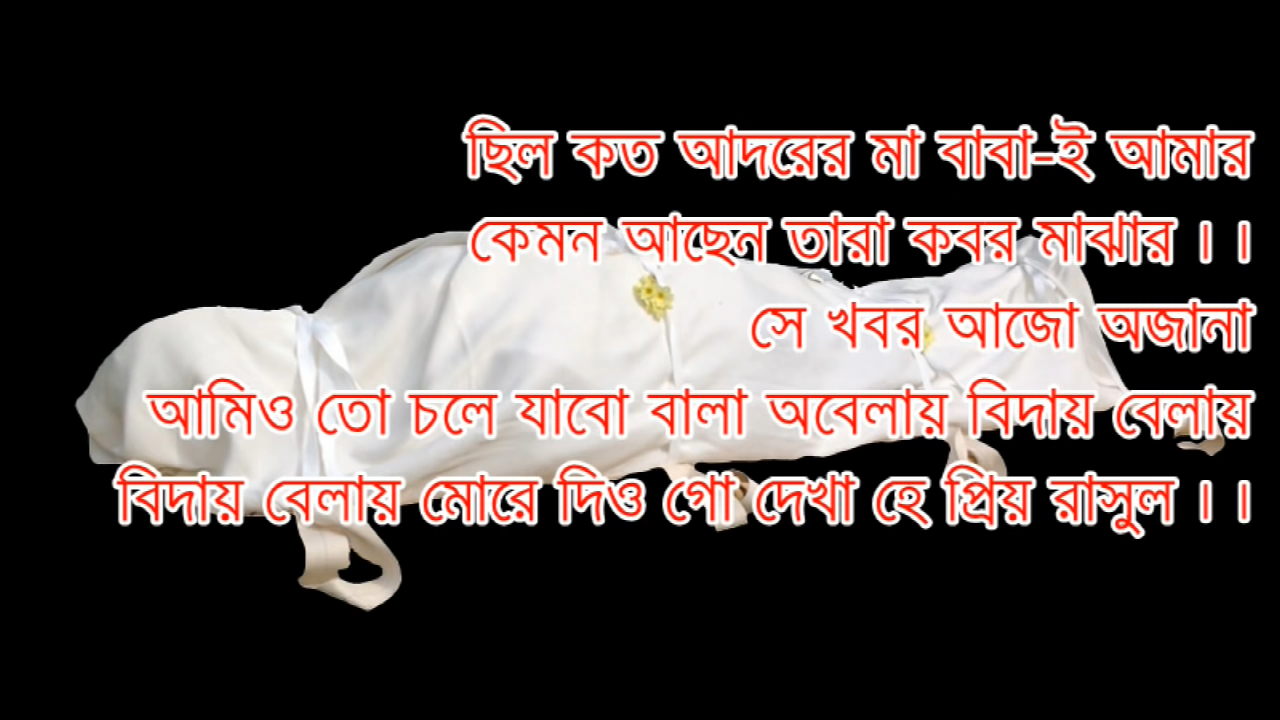 ছিল কত আদরের মা বাবা-ই আমার
কেমন আছেন তারা কবর মাঝার ।।
সে খবর আজো অজানা
আমিও তো চলে যাবো বালা অবেলায় বিদায় বেলায়
বিদায় বেলায় মোরে দিও গো দেখা হে প্রিয় রাসুল ।।